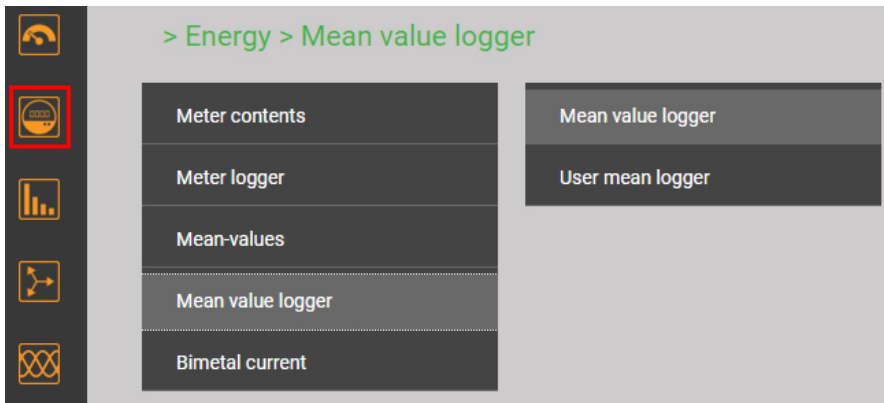 > Energy > Mean value logger
Meter contents
Meter logger
Mean-values
Mean value logger
Bimetal current
Mean value logger
User mean logger